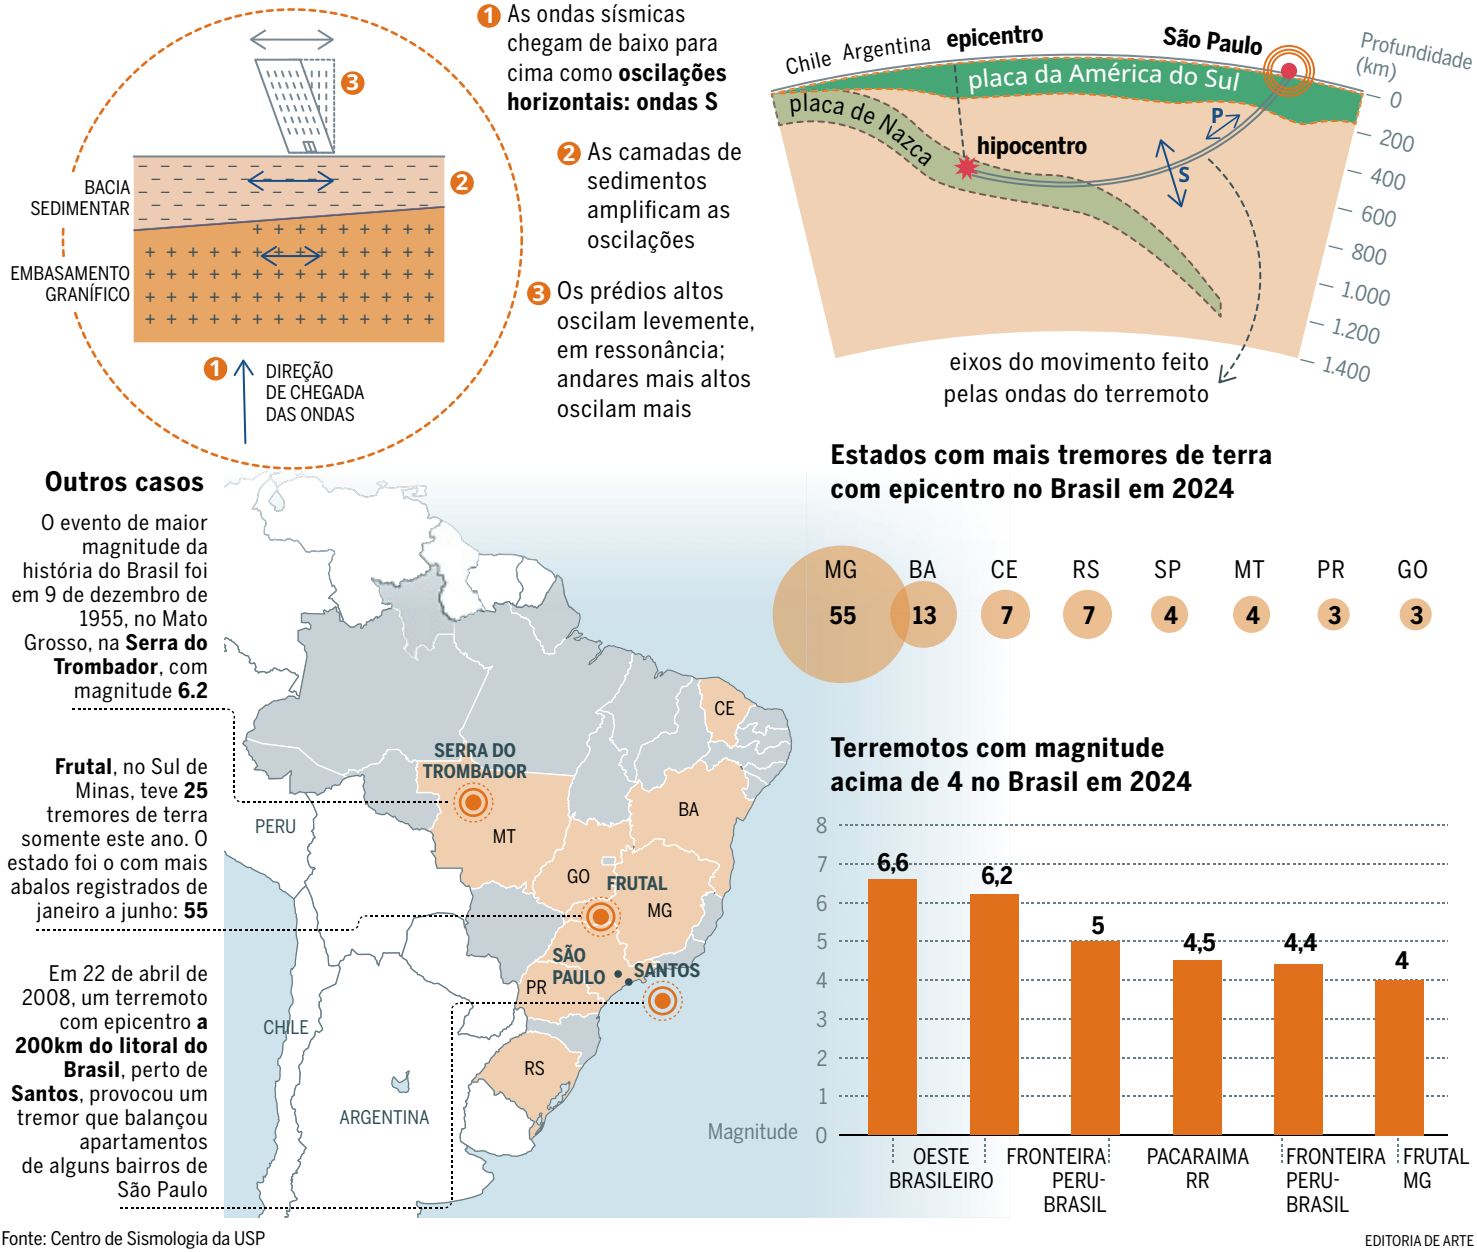 1 As ondas sísmicas
chegam de baixo para
cima como oscilações
horizontais: ondas S
2 As camadas de
sedimentos
amplificam as
oscilações
3 Os prédios altos
oscilam levemente,
em ressonância;
andares mais altos
oscilam mais
3
2
BACIA
SEDIMENTAR
EMBASAMENTO
GRANÍFICO
1 DIREÇÃO
DE CHEGADA
DAS ONDAS
Chile Argentina epicentro São Paulo
Profundidade
(km)
placa da América do Sul
placa de Nazca
hipocentro
P
S
0
200
400
600
800
1.000
1.200
1.400
eixos do movimento feito
pelas ondas do terremoto
Outros casos
O evento de maior
magnitude da
história do Brasil foi
em 9 de dezembro de
1955, no Mato
Grosso, na Serra do
Trombador, com
magnitude 6.2
Frutal, no Sul de
Minas, teve 25
tremores de terra
somente este ano. O
estado foi o com mais
abalos registrados de
janeiro a junho: 55
Em 22 de abril de
2008, um terremoto
com epicentro a
200km do litoral do
Brasil, perto de
Santos, provocou um
tremor que balançou
apartamentos
de alguns bairros de
São Paulo
CE
SERRA DO
TROMBADOR
PERU
MT
BA
GO
FRUTAL
MG
SÃO
PAULO
SANTOS
PR
CHILE
RS
ARGENTINA
Estados com mais tremores de terra
com epicentro no Brasil em 2024
MG BA CE RS SP MT PR GO
55 13 7 7 4 4 3 3
Terremotos com magnitude
acima de 4 no Brasil em 2024
8
7
6
5
4
3
2
1
Magnitude 0
6,6
6,2
5
4,5
4,4
4
OESTE
BRASILEIRO
FRONTEIRA
PERU-
BRASIL
PACARAIMA
RR
FRONTEIRA
PERU-
BRASIL
FRUTAL
MG
Fonte: Centro de Sismologia da USP
EDITORIA DE ARTE